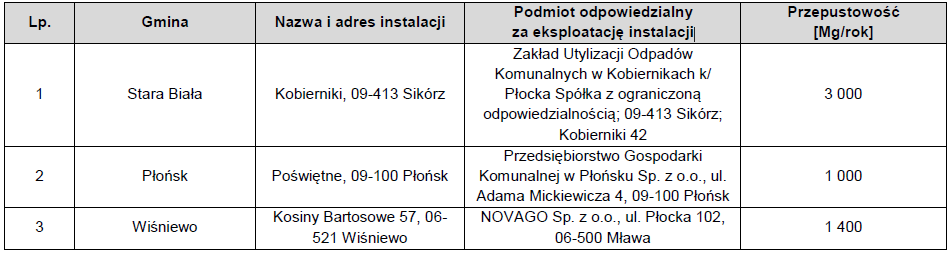 Lp.
Gmina
Nazwa i adres instalacji
Podmiot odpowiedzialny
za eksploatację instalacji
Przepustowość
[Mg/rok]
1
Stara Biała
Kobierniki, 09-413 Sikórz
Zakład Utylizacji Odpadów
Komunalnych w Kobiernikach k/
Płocka Spółka z ograniczoną
odpowiedzialnością; 09-413 Sikórz;
Kobierniki 42
3 000
2
Płońsk
Poświętne, 09-100 Płońsk
Przedsiębiorstwo Gospodarki
Komunalnej w Płońsku Sp. z o.o., ul.
Adama Mickiewicza 4, 09-100 Płońsk
1 000
3
Wiśniewo
Kosiny Bartosowe 57, 06-
521 Wiśniewo
NOVAGO Sp. z o.o., ul. Płocka 102,
06-500 Mława
1 400